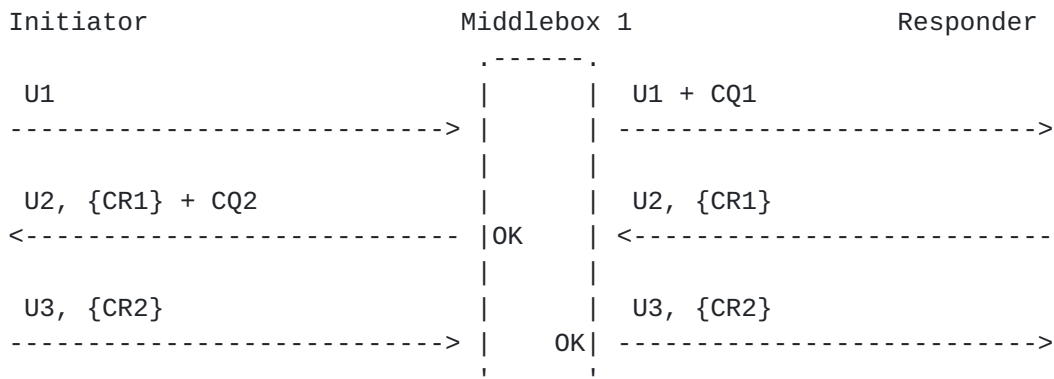 Initiator                    Middlebox 1                 Responder
                              .------.
 U1                           |      |  U1 + CQ1
----------------------------> |      | --------------------------->
                              |      |
 U2, {CR1} + CQ2              |      |  U2, {CR1}
<---------------------------- |OK    | <---------------------------
                              |      |
 U3, {CR2}                    |      |  U3, {CR2}
----------------------------> |    OK| --------------------------->
                              '      '